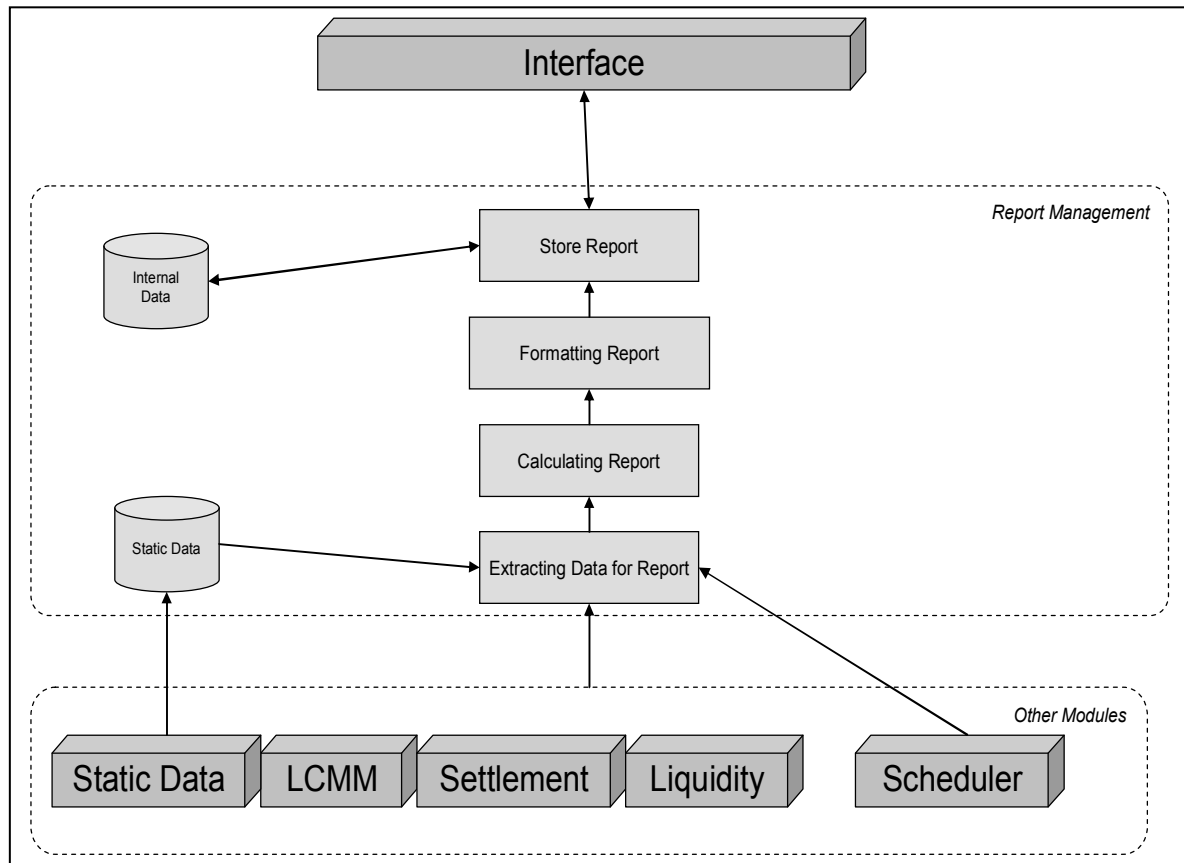 Interface
Report Management
Store Report
Internal
Data
Formatting Report
Calculating Report
Static Data
Extracting Data for Report
Other Modules
Static Data
LCMM
Settlement
Liquidity
Scheduler